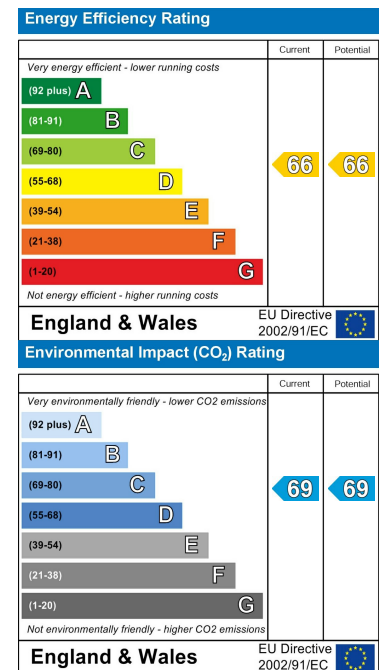 Energy Efficiency Rating
Current Potential
Very energy efficient - lower running costs
(92 plus) A
(81-91) B
(69-80) C
66 66
(55-68) D
(39-54) E
(21-38) F
(1-20) G
Not energy efficient - higher running costs
England & Wales
EU Directive
2002/91/EC
Environmental Impact (CO₂) Rating
Current Potential
Very environmentally friendly - lower CO2 emissions
(92 plus) A
(81-91) B
(69-80) C
69 69
(55-68) D
(39-54) E
(21-38) F
(1-20) G
Not environmentally friendly - higher CO2 emissions
England & Wales
EU Directive
2002/91/EC